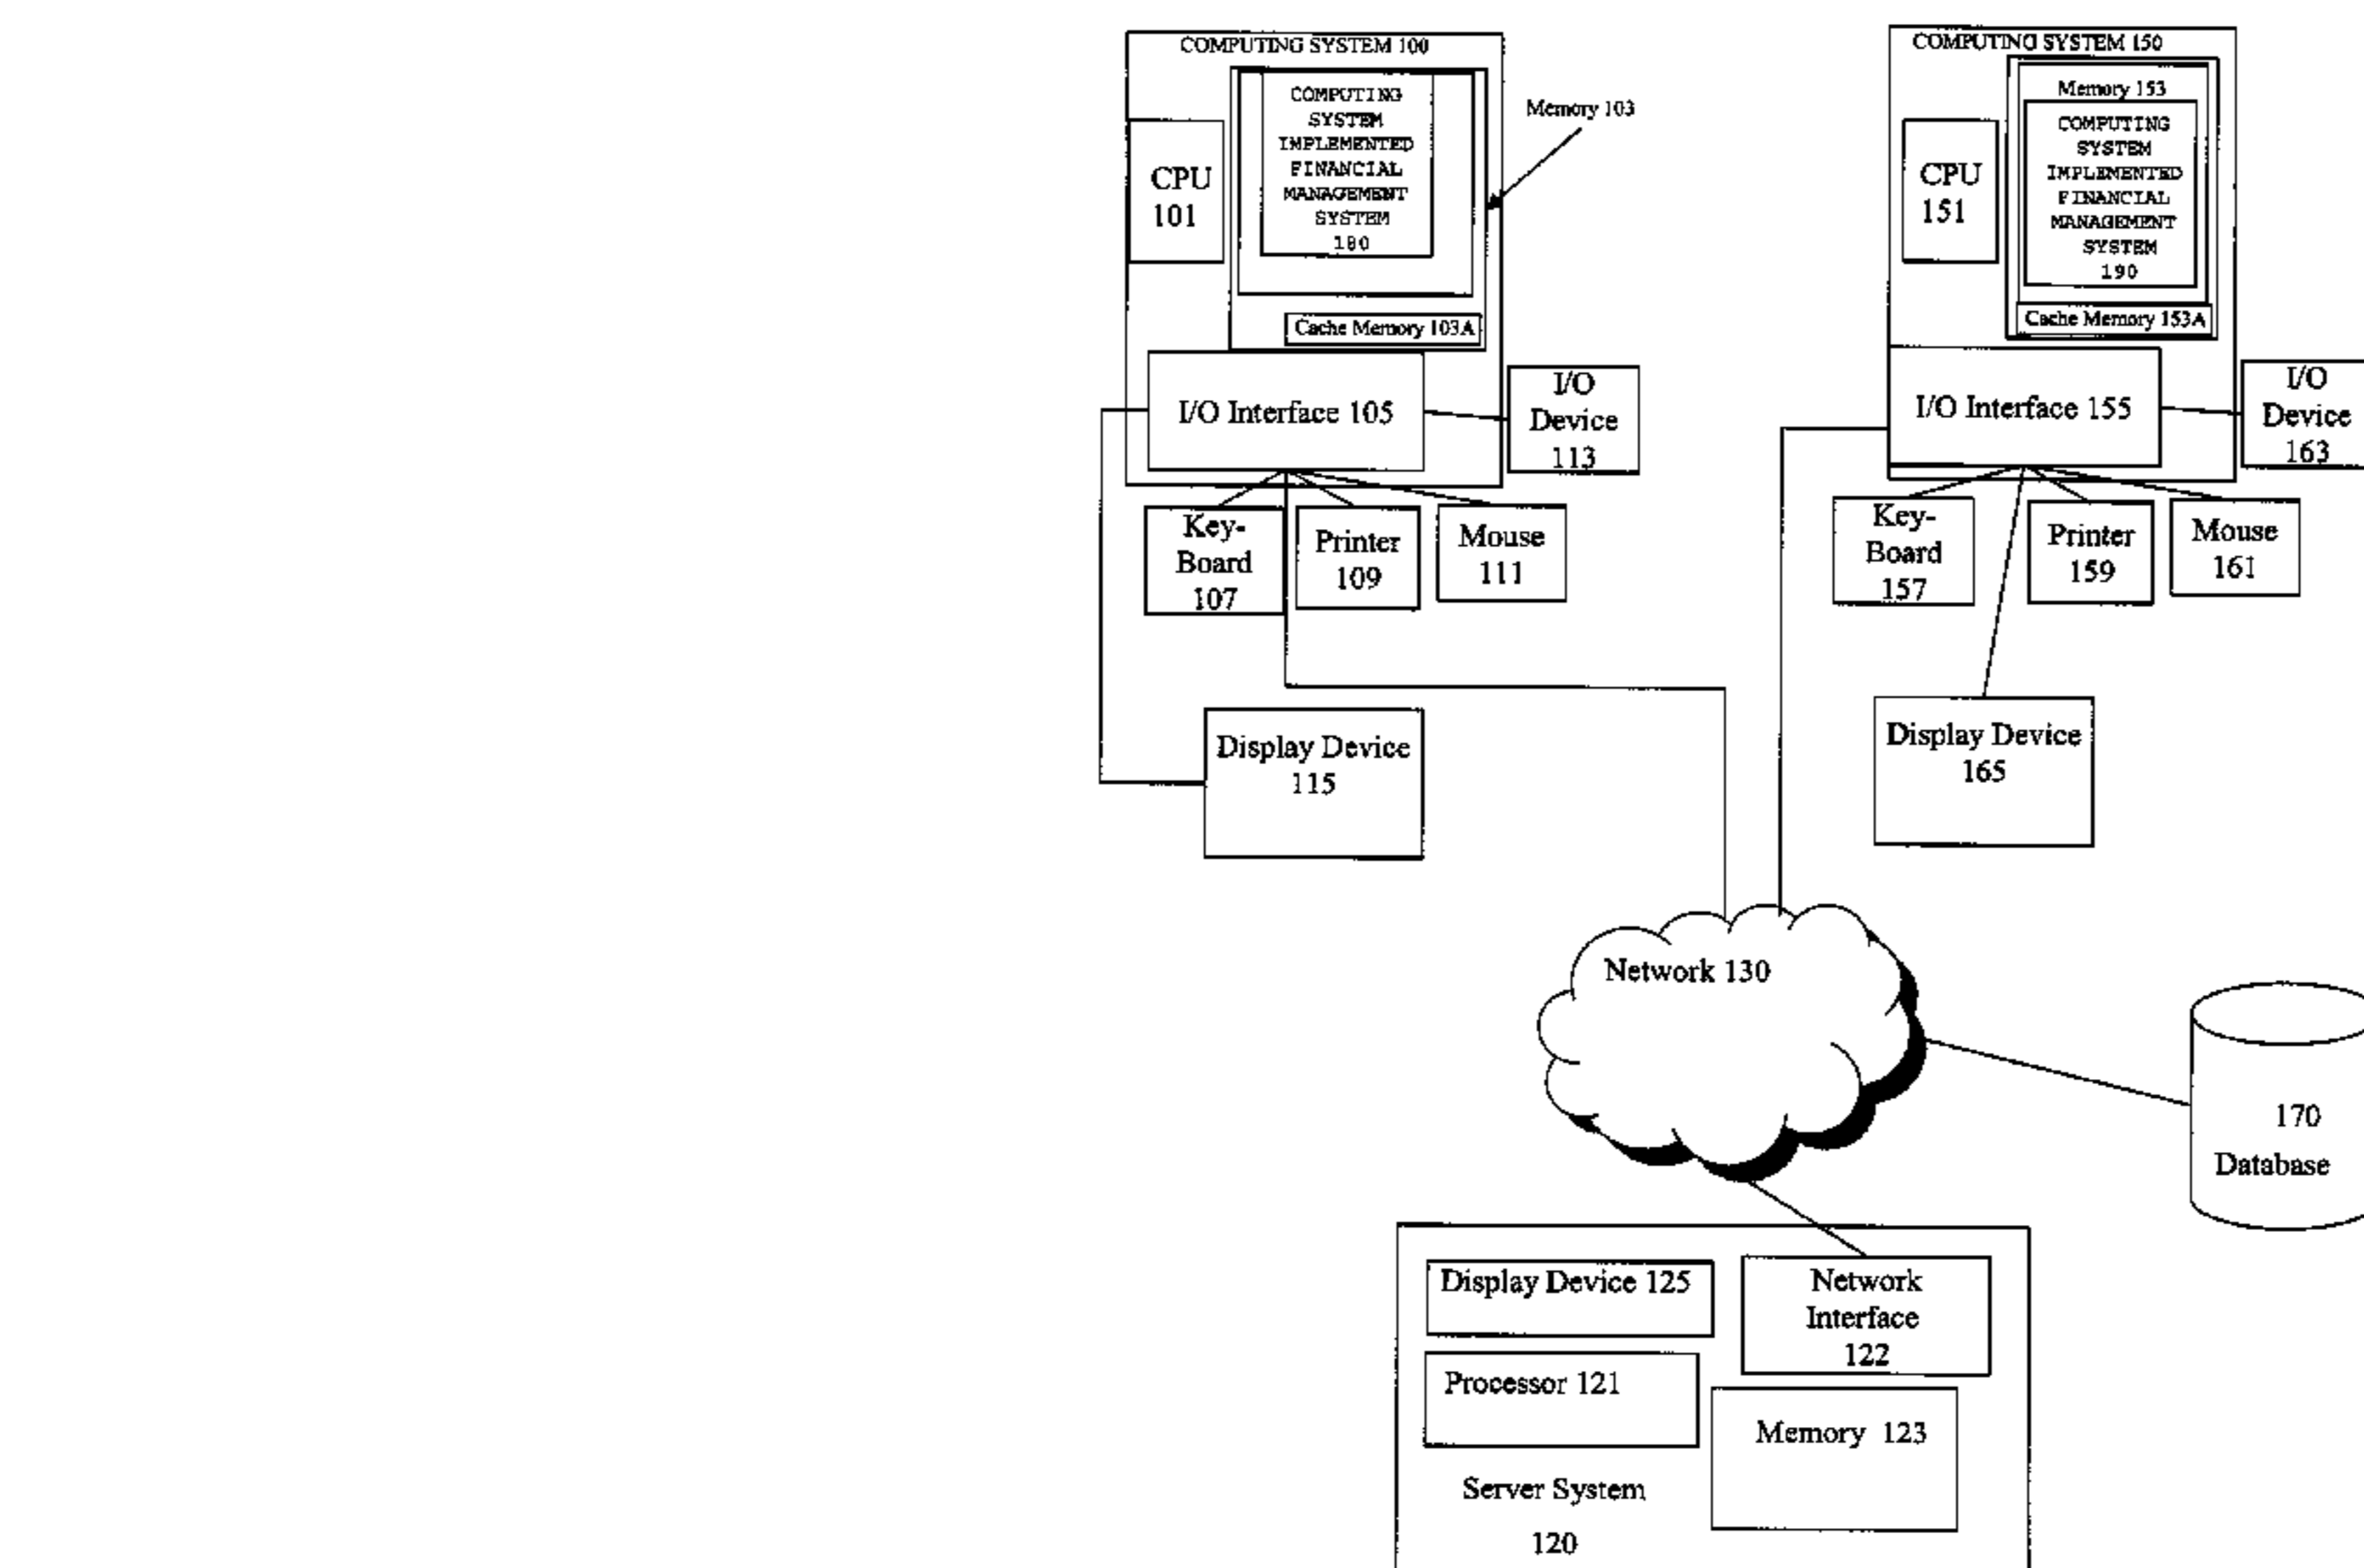 COMPUTING SYSTEM 100
COMPUTING
SYSTEM
IMPLEMENTED
FINANCIAL
MANAGEMENT
SYSTEM
180
Memory 103
CPU
101
Cache Memory 103A
I/O Interface 105
I/O
Device
113
Key-
Board
107
Printer
109
Mouse
111
Display Device
115
COMPUTING SYSTEM 150
Memory 153
COMPUTING
SYSTEM
IMPLEMENTED
FINANCIAL
MANAGEMENT
SYSTEM
190
CPU
151
Cache Memory 153A
I/O Interface 155
I/O
Device
163
Key-
Board
157
Printer
159
Mouse
161
Display Device
165
Network 130
170
Database
Display Device 125
Network
Interface
122
Processor 121
Memory 123
Server System
120